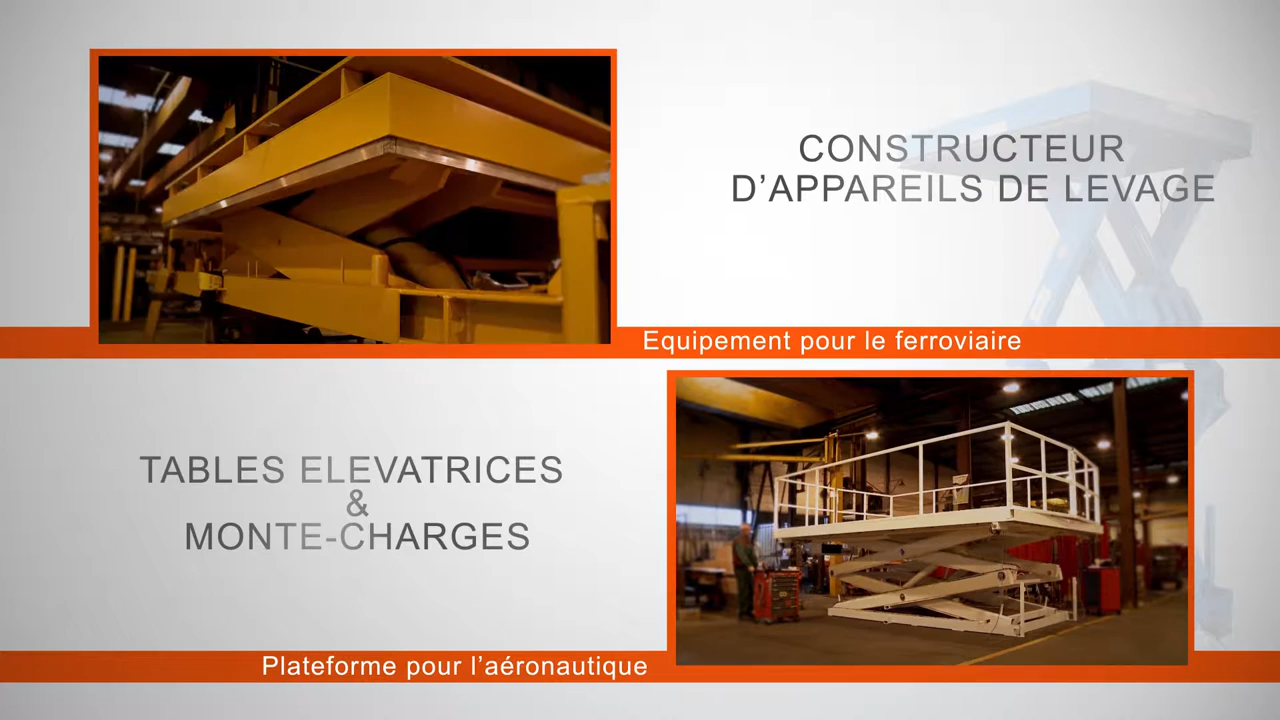 CONSTRUCTEUR
D’APPAREILS DE LEVAGE
Equipement pour le ferroviaire
TABLES ELEVATRICES
&
MONTE-CHARGES
Plateforme pour l’aéronautique